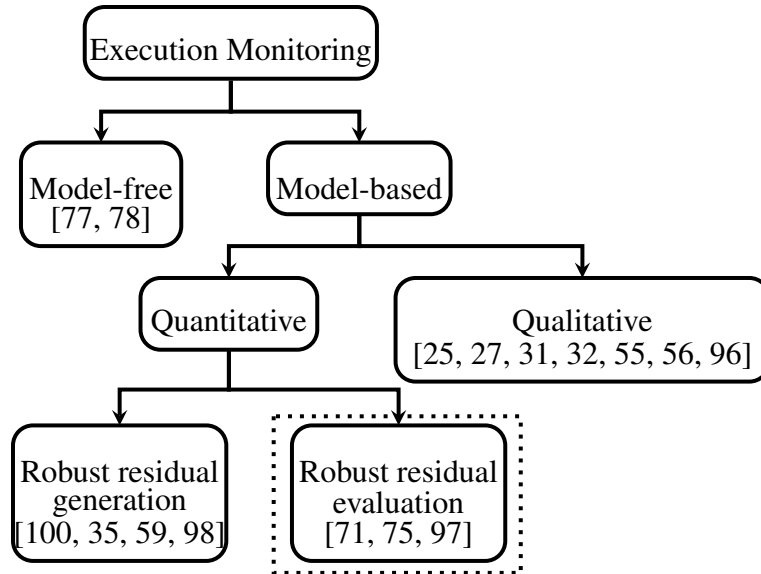 Execution Monitoring
Model-free
[77, 78]
Model-based
Quantitative
Qualitative
[25, 27, 31, 32, 55, 56, 96]
Robust residual
generation
[100, 35, 59, 98]
Robust residual
evaluation
[71, 75, 97]